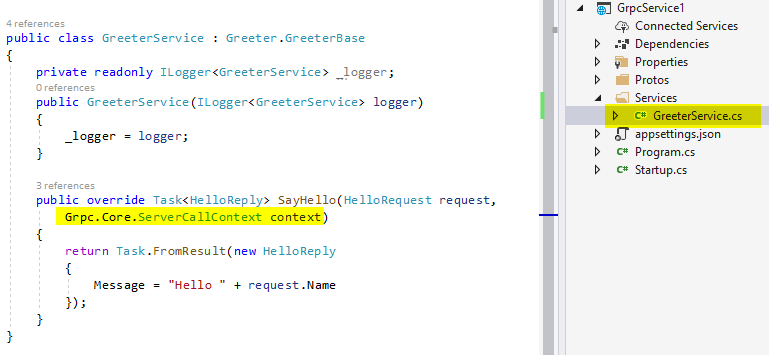 4 references
public class GreeterService : Greeter.GreeterBase
{
private readonly ILogger<GreeterService> _logger;
0 references
public GreeterService(ILogger<GreeterService> logger)
{
_logger = logger;
}
3 references
public override Task<HelloReply> SayHello(HelloRequest request,
Grpc.Core.ServerCallContext context)
{
return Task.FromResult(new HelloReply
{
Message = "Hello " + request.Name
});
}
}
GrpcService1
Connected Services
Dependencies
Properties
Protos
Services
C# GreeterService.cs
appsettings.json
C# Program.cs
C# Startup.cs